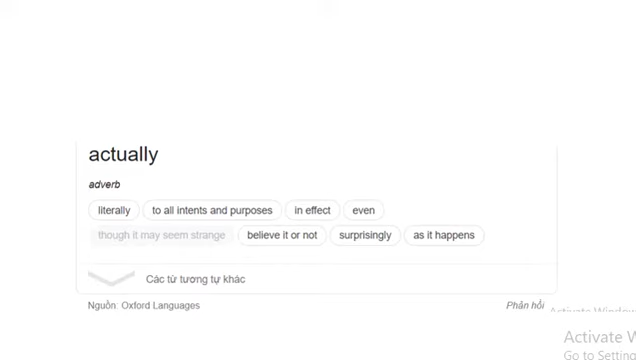 actually
adverb
literally to all intents and purposes in effect even
though it may seem strange believe it or not surprisingly as it happens
Các từ tương tự khác
Nguồn: Oxford Languages Phản hồi
Activate Window
Activate W
Go to Setting